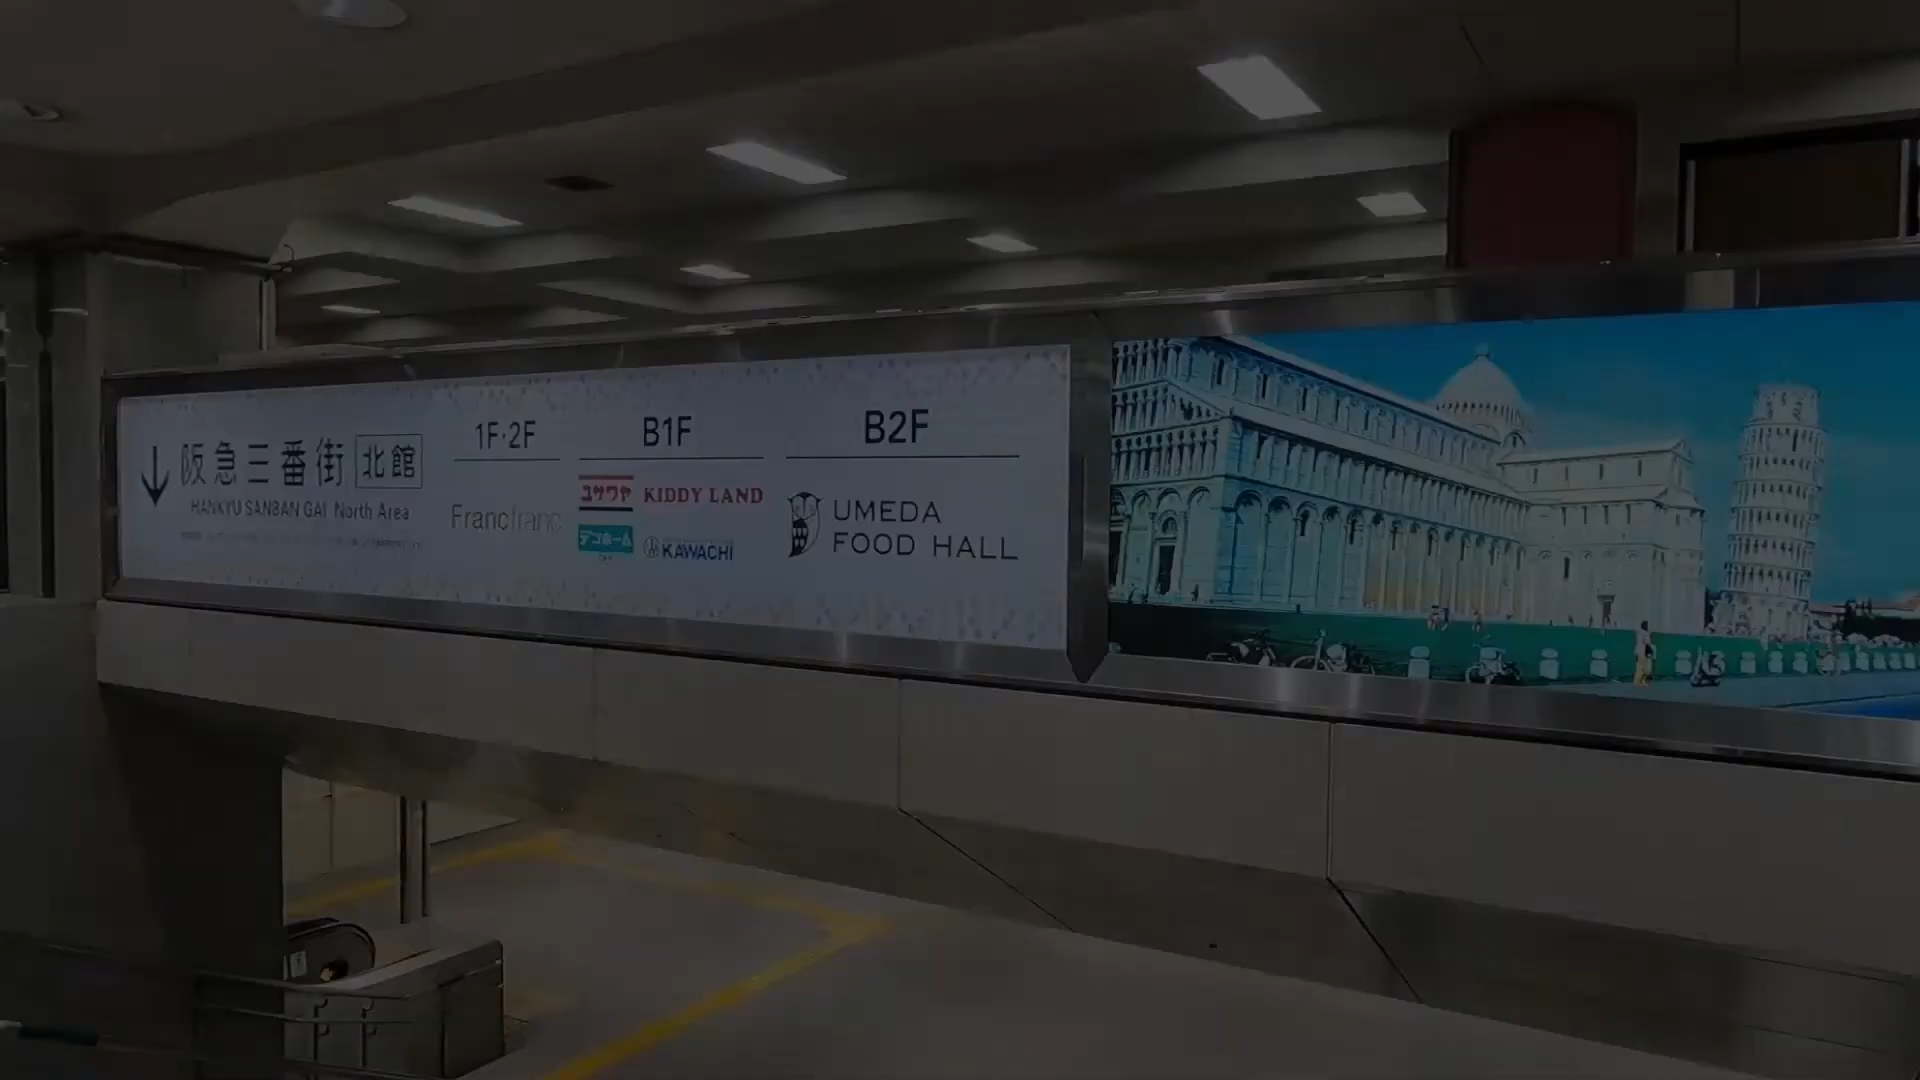 阪急三番街 北館
HANKYU SANBAN GAI North Area
1F·2F
Francfranc
B1F
ユザワヤ KIDDY LAND
デコホーム KAWACHI
B2F
UMEDA
FOOD HALL